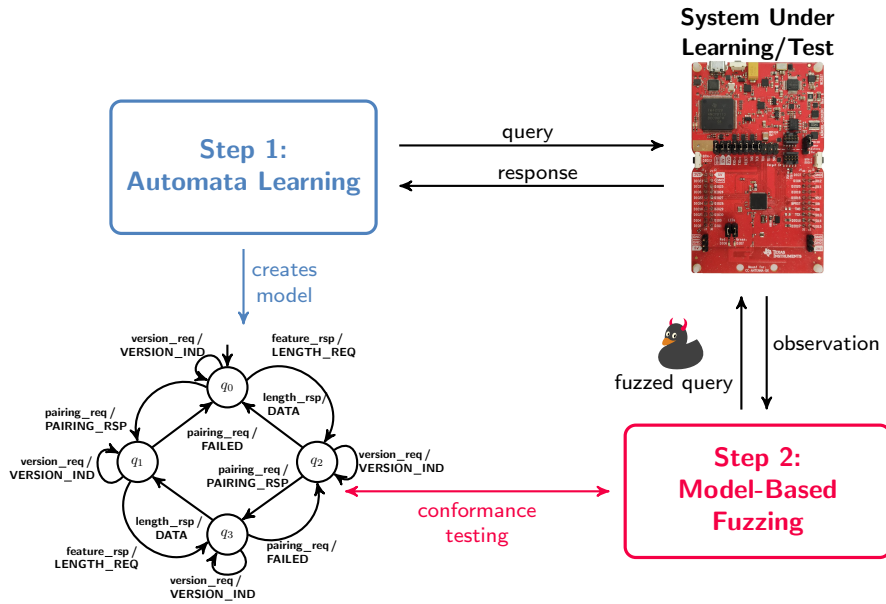 System Under
Learning/Test
Step 1:
Automata Learning
query
response
TEXAS
INSTRUMENTS
creates
model
version_req/
VERSION_IND
feature_rsp/
LENGTH_REQ
q0
length_rsp/
DATA
pairing_req/
PAIRING_RSP
pairing_req/
FAILED
version_req/
VERSION_IND
q1
q2
version_req/
VERSION_IND
pairing_req/
PAIRING_RSP
length_rsp/
DATA
q3
feature_rsp/
LENGTH_REQ
pairing_req/
FAILED
version_req/
VERSION_IND
fuzzed query
observation
conformance
testing
Step 2:
Model-Based
Fuzzing